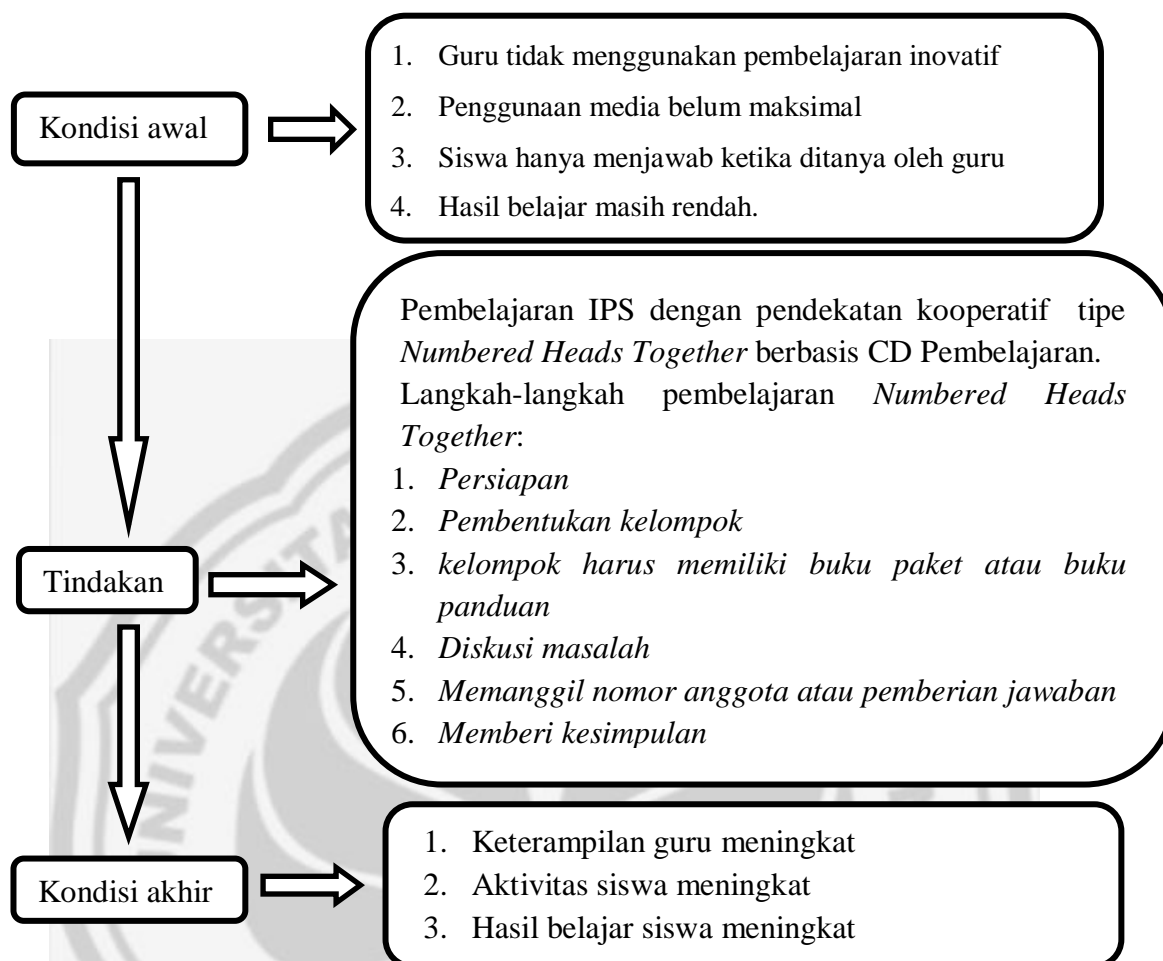 Kondisi awal
1. Guru tidak menggunakan pembelajaran inovatif
2. Penggunaan media belum maksimal
3. Siswa hanya menjawab ketika ditanya oleh guru
4. Hasil belajar masih rendah.
Tindakan
Pembelajaran IPS dengan pendekatan kooperatif tipe
Numbered Heads Together berbasis CD Pembelajaran.
Langkah-langkah pembelajaran Numbered Heads
Together:
1. Persiapan
2. Pembentukan kelompok
3. kelompok harus memiliki buku paket atau buku
panduan
4. Diskusi masalah
5. Memanggil nomor anggota atau pemberian jawaban
6. Memberi kesimpulan
Kondisi akhir
1. Keterampilan guru meningkat
2. Aktivitas siswa meningkat
3. Hasil belajar siswa meningkat
UNIVERSITA